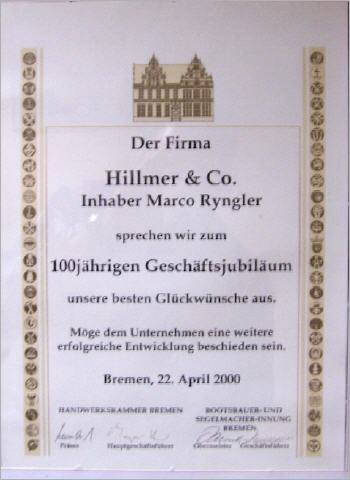 Der Firma
Hillmer & Co.
Inhaber Marco Ryngler
sprechen wir zum
100jährigen Geschäftsjubiläum
unsere besten Glückwünsche aus.
Möge dem Unternehmen eine weitere
erfolgreiche Entwicklung beschieden sein.
Bremen, 22. April 2000
HANDWERKSKAMMER BREMEN
BOOTSBAUER- UND
SEGELMACHER-INNUNG
BREMEN
Präses Hauptgeschäftsführer Obermeister Geschäftsführer